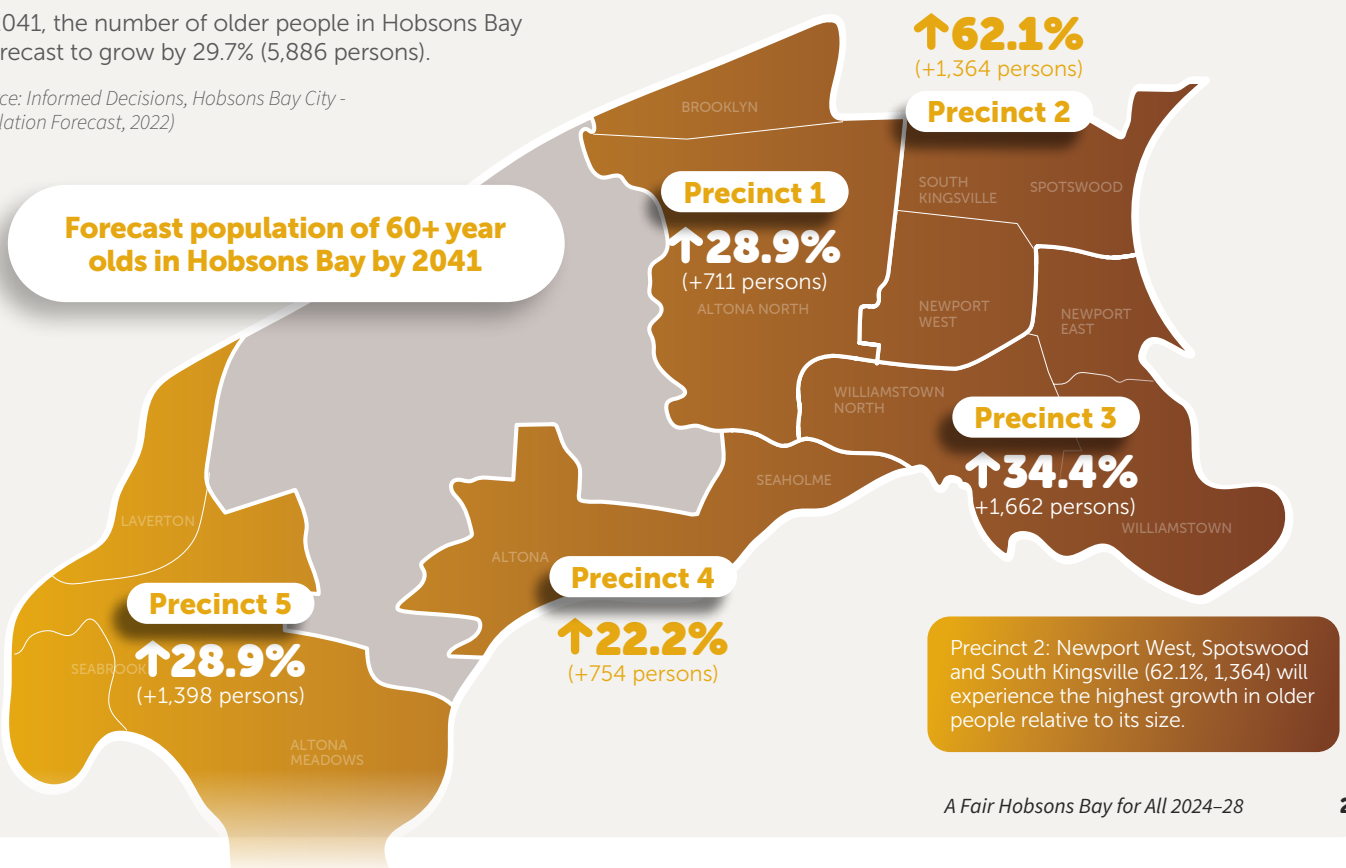 041, the number of older people in Hobsons Bay
recast to grow by 29.7% (5,886 persons).
ce: Informed Decisions, Hobsons Bay City -
lation Forecast, 2022)
Forecast population of 60+ year
olds in Hobsons Bay by 2041
↑62.1%
(+1,364 persons)
Precinct 2
BROOKLYN
SOUTH
KINGSVILLE
SPOTSWOOD
Precinct 1
↑28.9%
(+711 persons)
ALTONA NORTH
NEWPORT
WEST
NEWPORT
EAST
WILLIAMSTOWN
NORTH
Precinct 3
↑34.4%
+1,662 persons)
WILLIAMSTOWN
SEAHOLME
ALTONA
Precinct 4
↑22.2%
(+754 persons)
LAVERTON
Precinct 5
↑28.9%
(+1,398 persons)
SEABROOK
ALTONA
MEADOWS
Precinct 2: Newport West, Spotswood
and South Kingsville (62.1%, 1,364) will
experience the highest growth in older
people relative to its size.
A Fair Hobsons Bay for All 2024–28